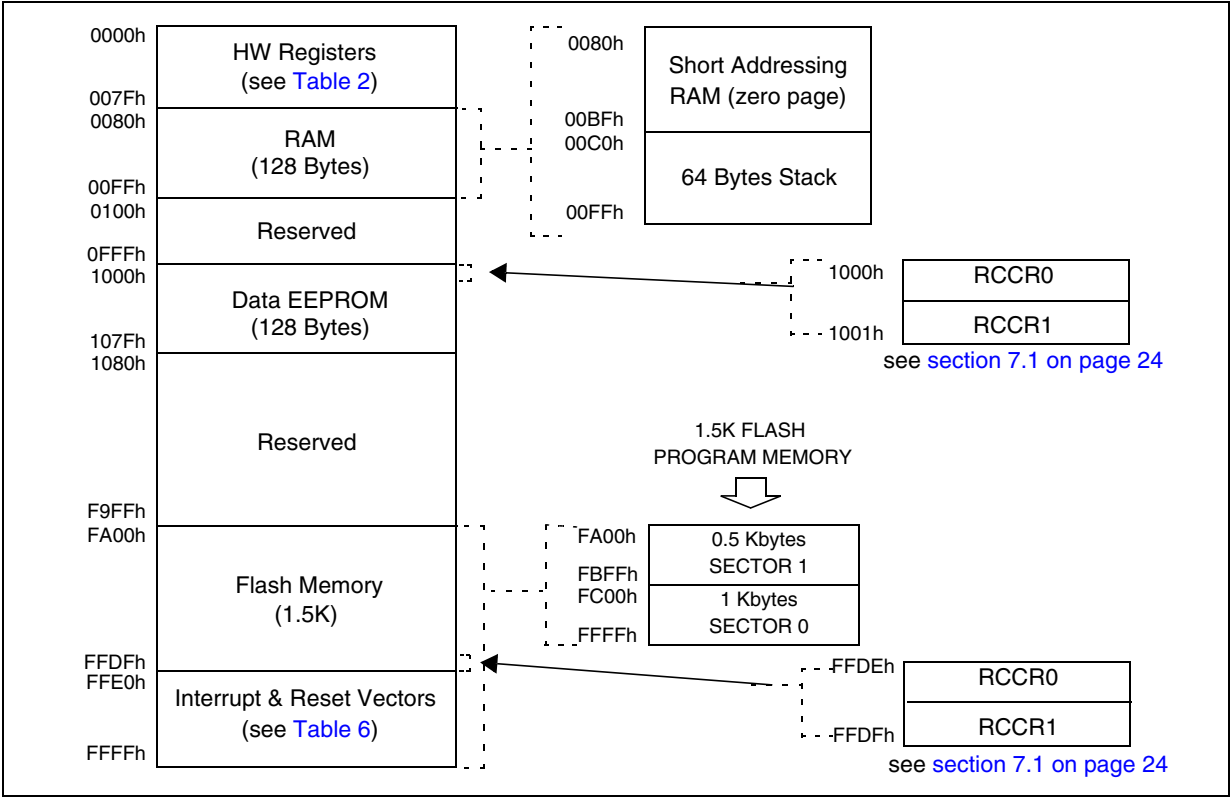 0000h
HW Registers
(see Table 2)
007Fh
0080h
RAM
(128 Bytes)
00FFh
0100h
Reserved
0FFFh
1000h
Data EEPROM
(128 Bytes)
107Fh
1080h
Reserved
F9FFh
FA00h
Flash Memory
(1.5K)
FFDFh
FFE0h
Interrupt & Reset Vectors
(see Table 6)
FFFFh
0080h
Short Addressing
RAM (zero page)
00BFh
00C0h
64 Bytes Stack
00FFh
1000h
RCCR0
RCCR1
1001h
see section 7.1 on page 24
1.5K FLASH
PROGRAM MEMORY
FA00h
0.5 Kbytes
SECTOR 1
FBFFh
FC00h
1 Kbytes
SECTOR 0
FFFFh
FFDEh
RCCR0
RCCR1
FFDFh
see section 7.1 on page 24